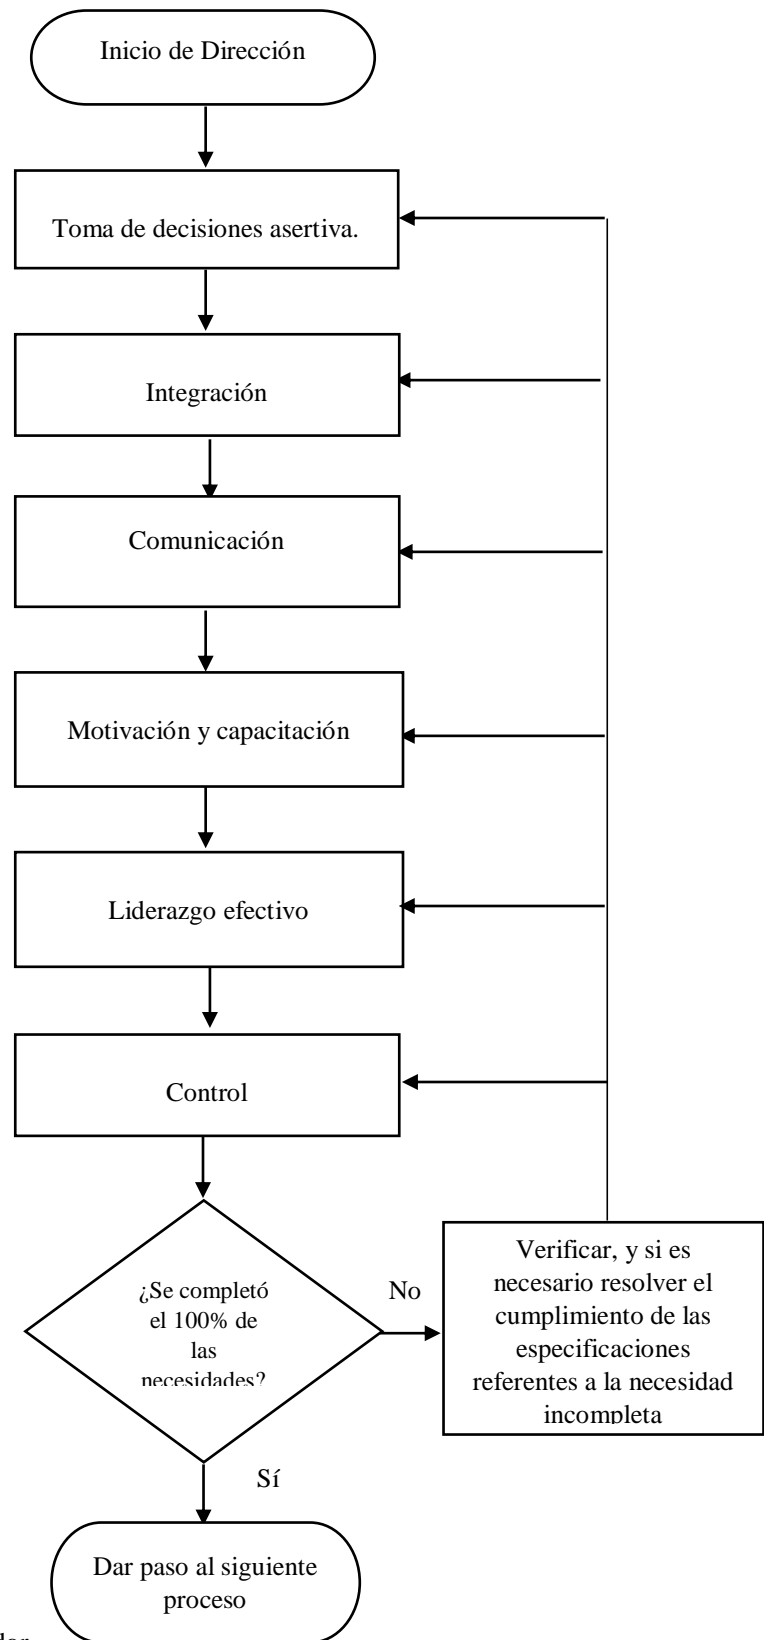 Inicio de Dirección
Toma de decisiones asertiva.
Integración
Comunicación
Motivación y capacitación
Liderazgo efectivo
Control
¿Se completó
el 100% de
las
necesidades?
No
Verificar, y si es
necesario resolver el
cumplimiento de las
especificaciones
referentes a la necesidad
incompleta
Sí
Dar paso al siguiente
proceso